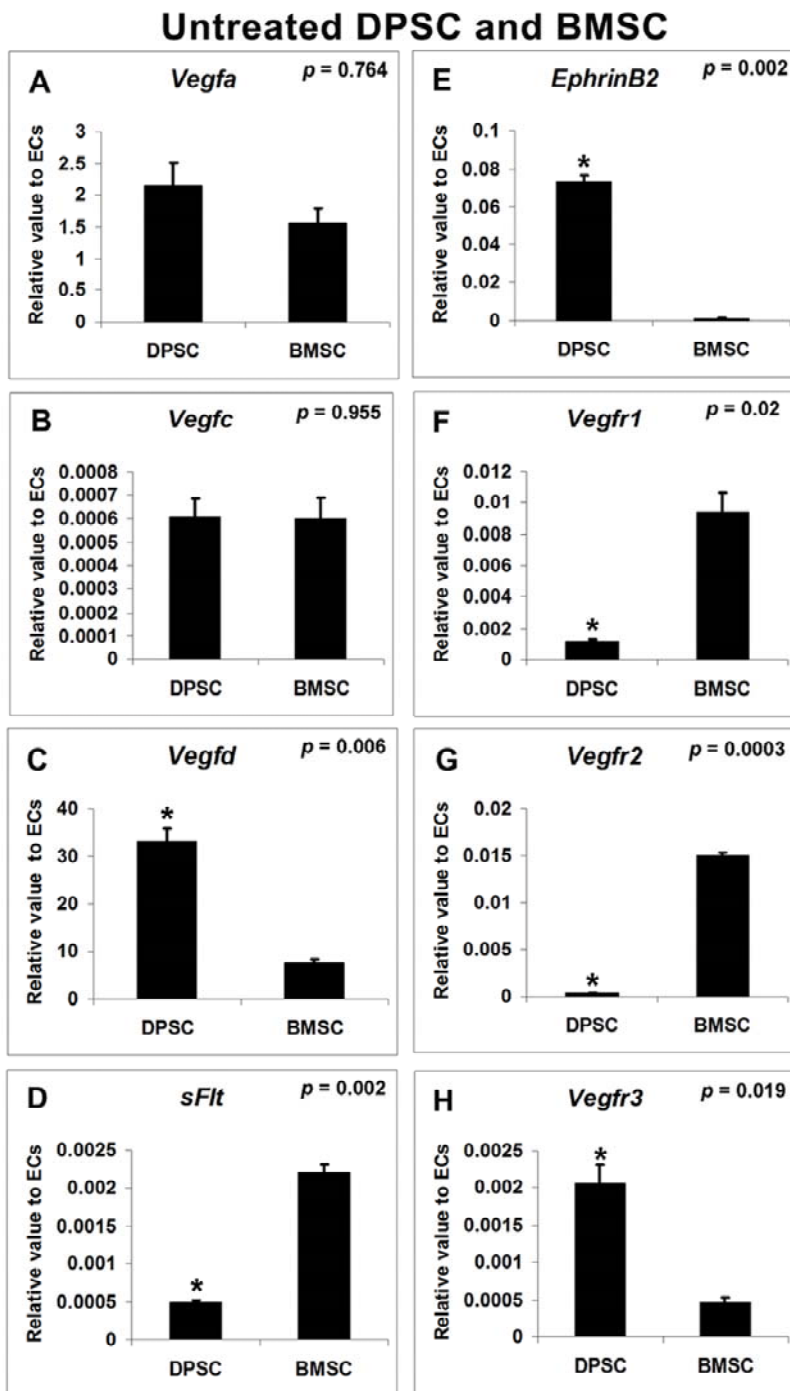 Untreated DPSC and BMSC
A
Vegfa
p = 0.764
Relative value to ECs
3
2.5
2
1.5
1
0.5
0
DPSC
BMSC
B
Vegfc
p = 0.955
Relative value to ECs
0.0008
0.0007
0.0006
0.0005
0.0004
0.0003
0.0002
0.0001
0
DPSC
BMSC
C
Vegfd
p = 0.006
Relative value to ECs
40
30
20
10
0
*
DPSC
BMSC
D
sFlt
p = 0.002
Relative value to ECs
0.0025
0.002
0.0015
0.001
0.0005
0
*
DPSC
BMSC
E
EphrinB2
p = 0.002
Relative value to ECs
0.1
0.08
0.06
0.04
0.02
0
*
DPSC
BMSC
F
Vegfr1
p = 0.02
Relative value to ECs
0.012
0.01
0.008
0.006
0.004
0.002
0
*
DPSC
BMSC
G
Vegfr2
p = 0.0003
Relative value to ECs
0.02
0.015
0.01
0.005
0
*
DPSC
BMSC
H
Vegfr3
p = 0.019
Relative value to ECs
0.0025
0.002
0.0015
0.001
0.0005
0
*
DPSC
BMSC